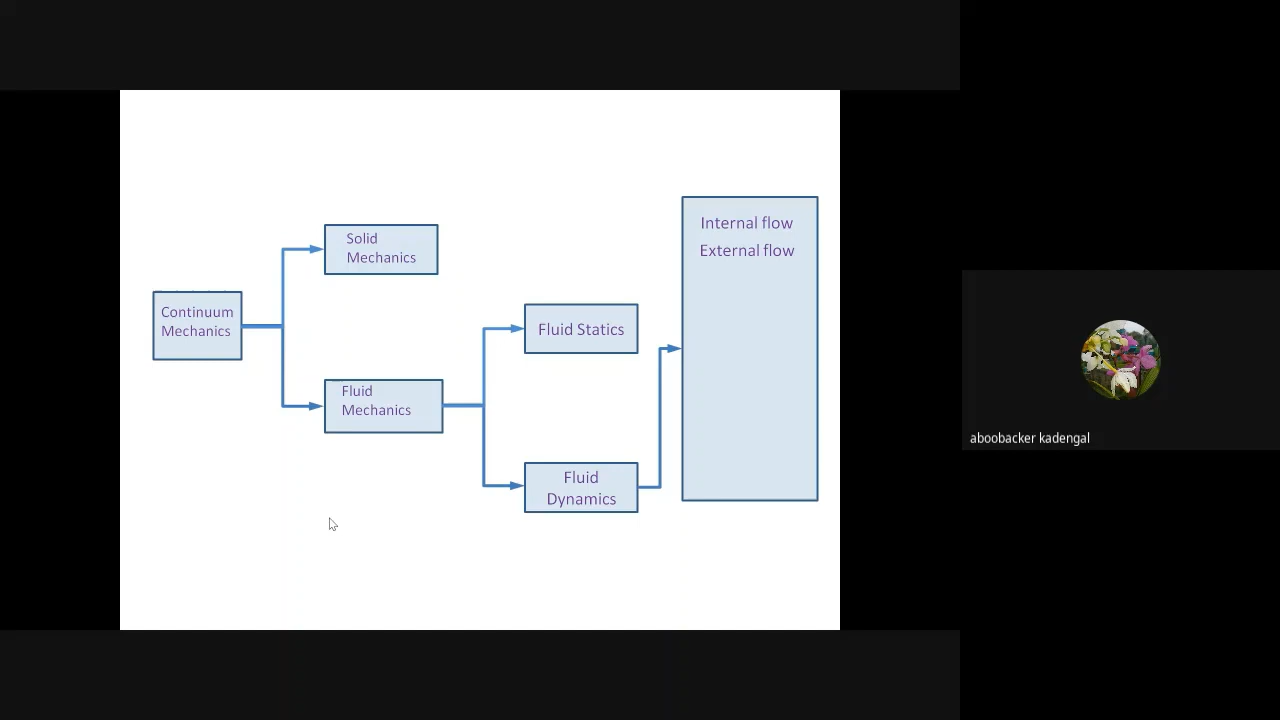 Solid
Mechanics
Continuum
Mechanics
Fluid
Mechanics
Fluid Statics
Fluid
Dynamics
Internal flow
External flow
aboobacker kadengal